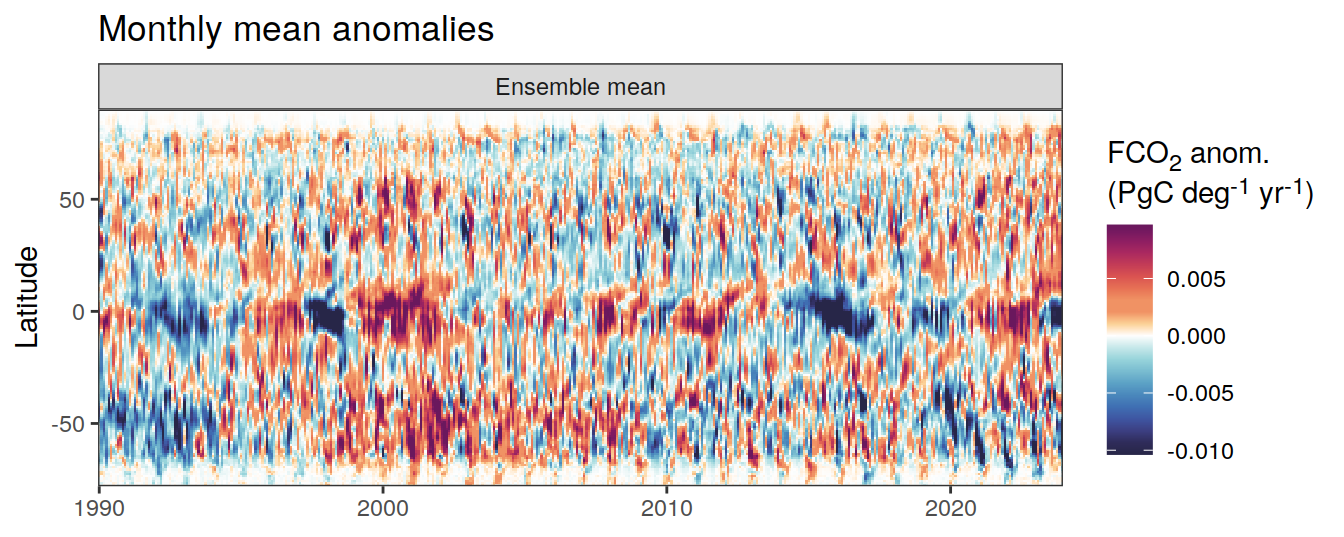 Monthly mean anomalies
Ensemble mean
FCO₂ anom.
(PgC deg⁻¹ yr⁻¹)
0.005
0.000
-0.005
-0.010
Latitude
50
0
-50
1990
2000
2010
2020